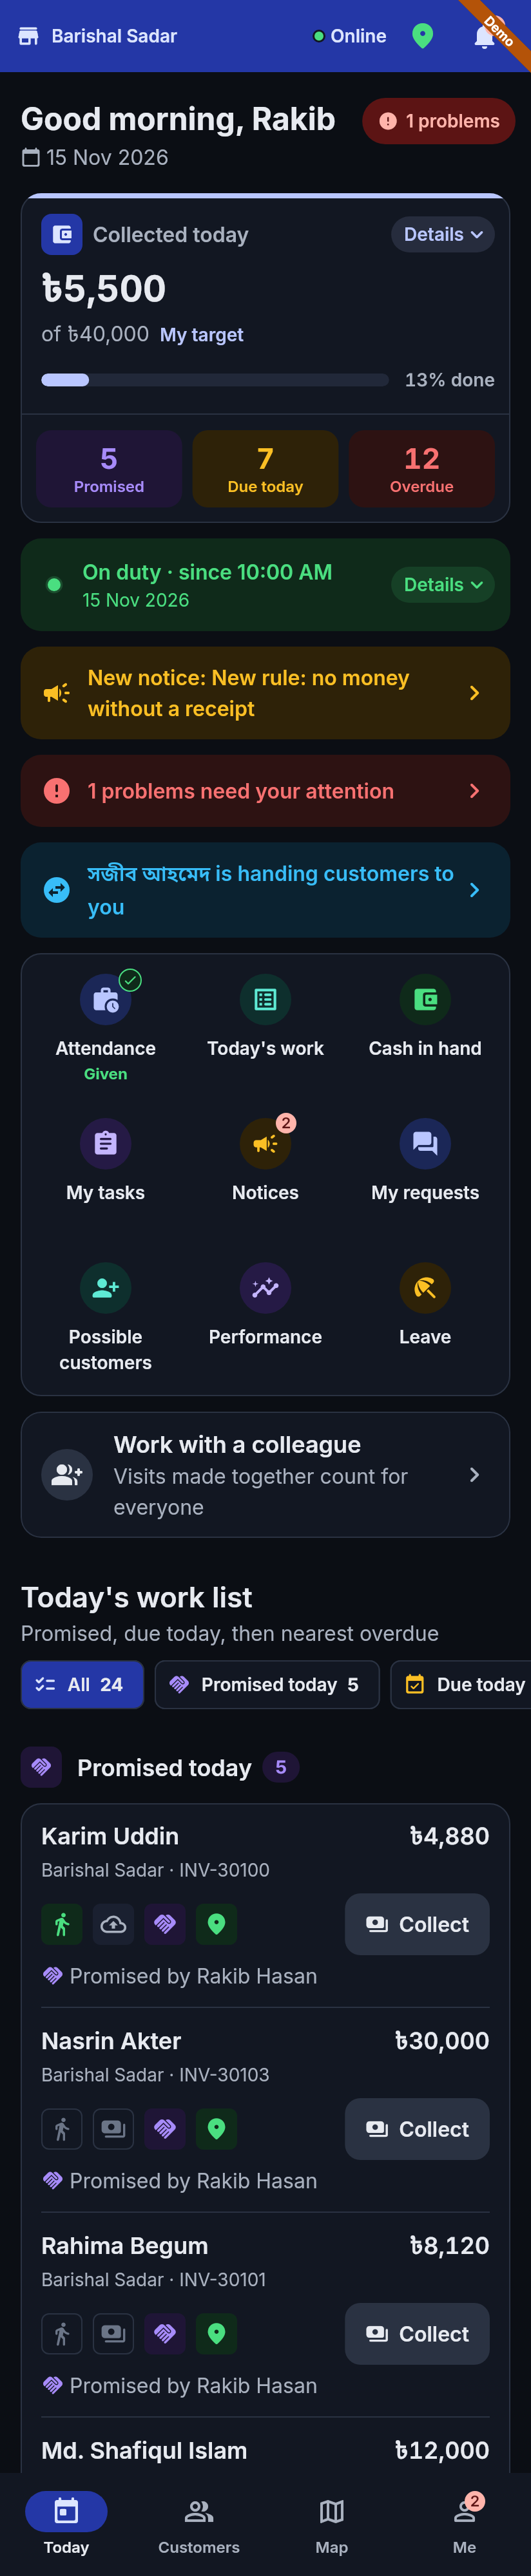 Barishal Sadar
Online
Demo
Good morning, Rakib
1 problems
15 Nov 2026
Collected today
Details
৳5,500
of ৳40,000 My target
13% done
5
Promised
7
Due today
12
Overdue
On duty · since 10:00 AM
15 Nov 2026
Details
New notice: New rule: no money
without a receipt
1 problems need your attention
সজীব আহমেদ is handing customers to
you
Attendance
Given
Today's work
Cash in hand
My tasks
2
Notices
My requests
Possible
customers
Performance
Leave
Work with a colleague
Visits made together count for
everyone
Today's work list
Promised, due today, then nearest overdue
All 24
Promised today 5
Due today
Promised today 5
Karim Uddin
৳4,880
Barishal Sadar · INV-30100
Collect
Promised by Rakib Hasan
Nasrin Akter
৳30,000
Barishal Sadar · INV-30103
Collect
Promised by Rakib Hasan
Rahima Begum
৳8,120
Barishal Sadar · INV-30101
Collect
Promised by Rakib Hasan
Md. Shafiqul Islam
৳12,000
Today
Customers
Map
2
Me